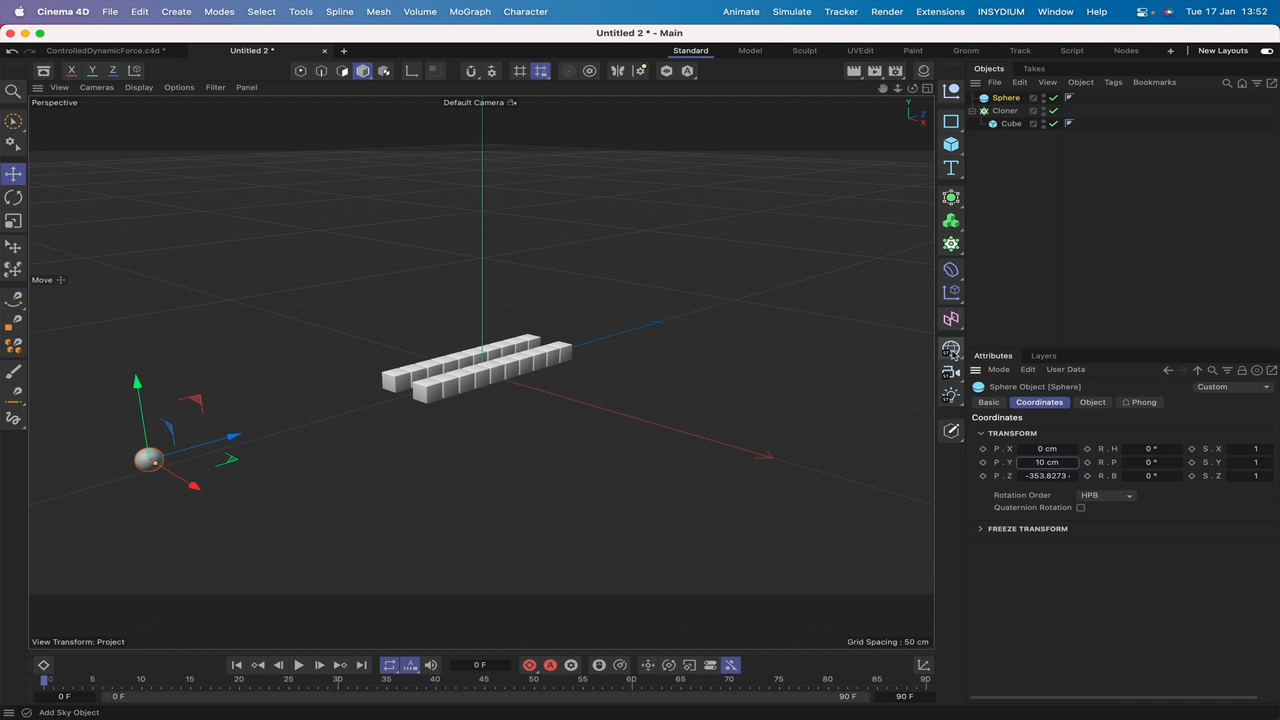 Cinema 4D File Edit Create Modes Select Tools Spline Mesh Volume MoGraph Character Animate Simulate Tracker Render Extensions INSYDIUM Window Help Tue 17 Jan 13:52
Untitled 2 * - Main
ControlledDynamicForce.c4d * Untitled 2 * Standard Model Sculpt UVEdit Paint Groom Track Script Nodes New Layouts
X Y Z
Objects Takes
View Cameras Display Options Filter Panel File Edit View Object Tags Bookmarks
Perspective Default Camera
Sphere
Cloner
Cube
Y
Z
X
Move
Attributes Layers
Mode Edit User Data
Sphere Object [Sphere] Custom
Basic Coordinates Object Phong
Coordinates
TRANSFORM
P . X 0 cm R . H 0 ° S . X 1
P . Y 10 cm R . P 0 ° S . Y 1
P . Z -353.8273 R . B 0 ° S . Z 1
Rotation Order HPB
Quaternion Rotation
FREEZE TRANSFORM
View Transform: Project Grid Spacing : 50 cm
0 F
0 5 10 15 20 25 30 35 40 45 50 55 60 65 70 75 80 85 90
0 F 0 F 90 F 90 F
Add Sky Object